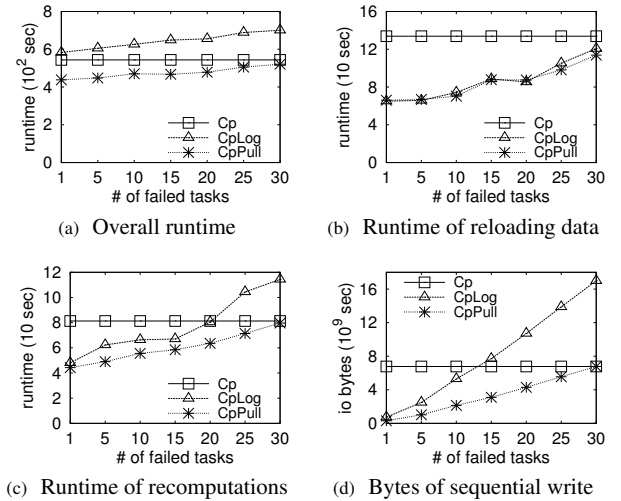 8
6
4
2
0
runtime (10² sec)
Cp
CpLog
CpPull
1 5 10 15 20 25 30
# of failed tasks
(a) Overall runtime
16
12
8
4
0
runtime (10 sec)
Cp
CpLog
CpPull
1 5 10 15 20 25 30
# of failed tasks
(b) Runtime of reloading data
12
10
8
6
4
2
0
runtime (10 sec)
Cp
CpLog
CpPull
1 5 10 15 20 25 30
# of failed tasks
(c) Runtime of recomputations
20
16
12
8
4
0
io bytes (10⁹ sec)
Cp
CpLog
CpPull
1 5 10 15 20 25 30
# of failed tasks
(d) Bytes of sequential write